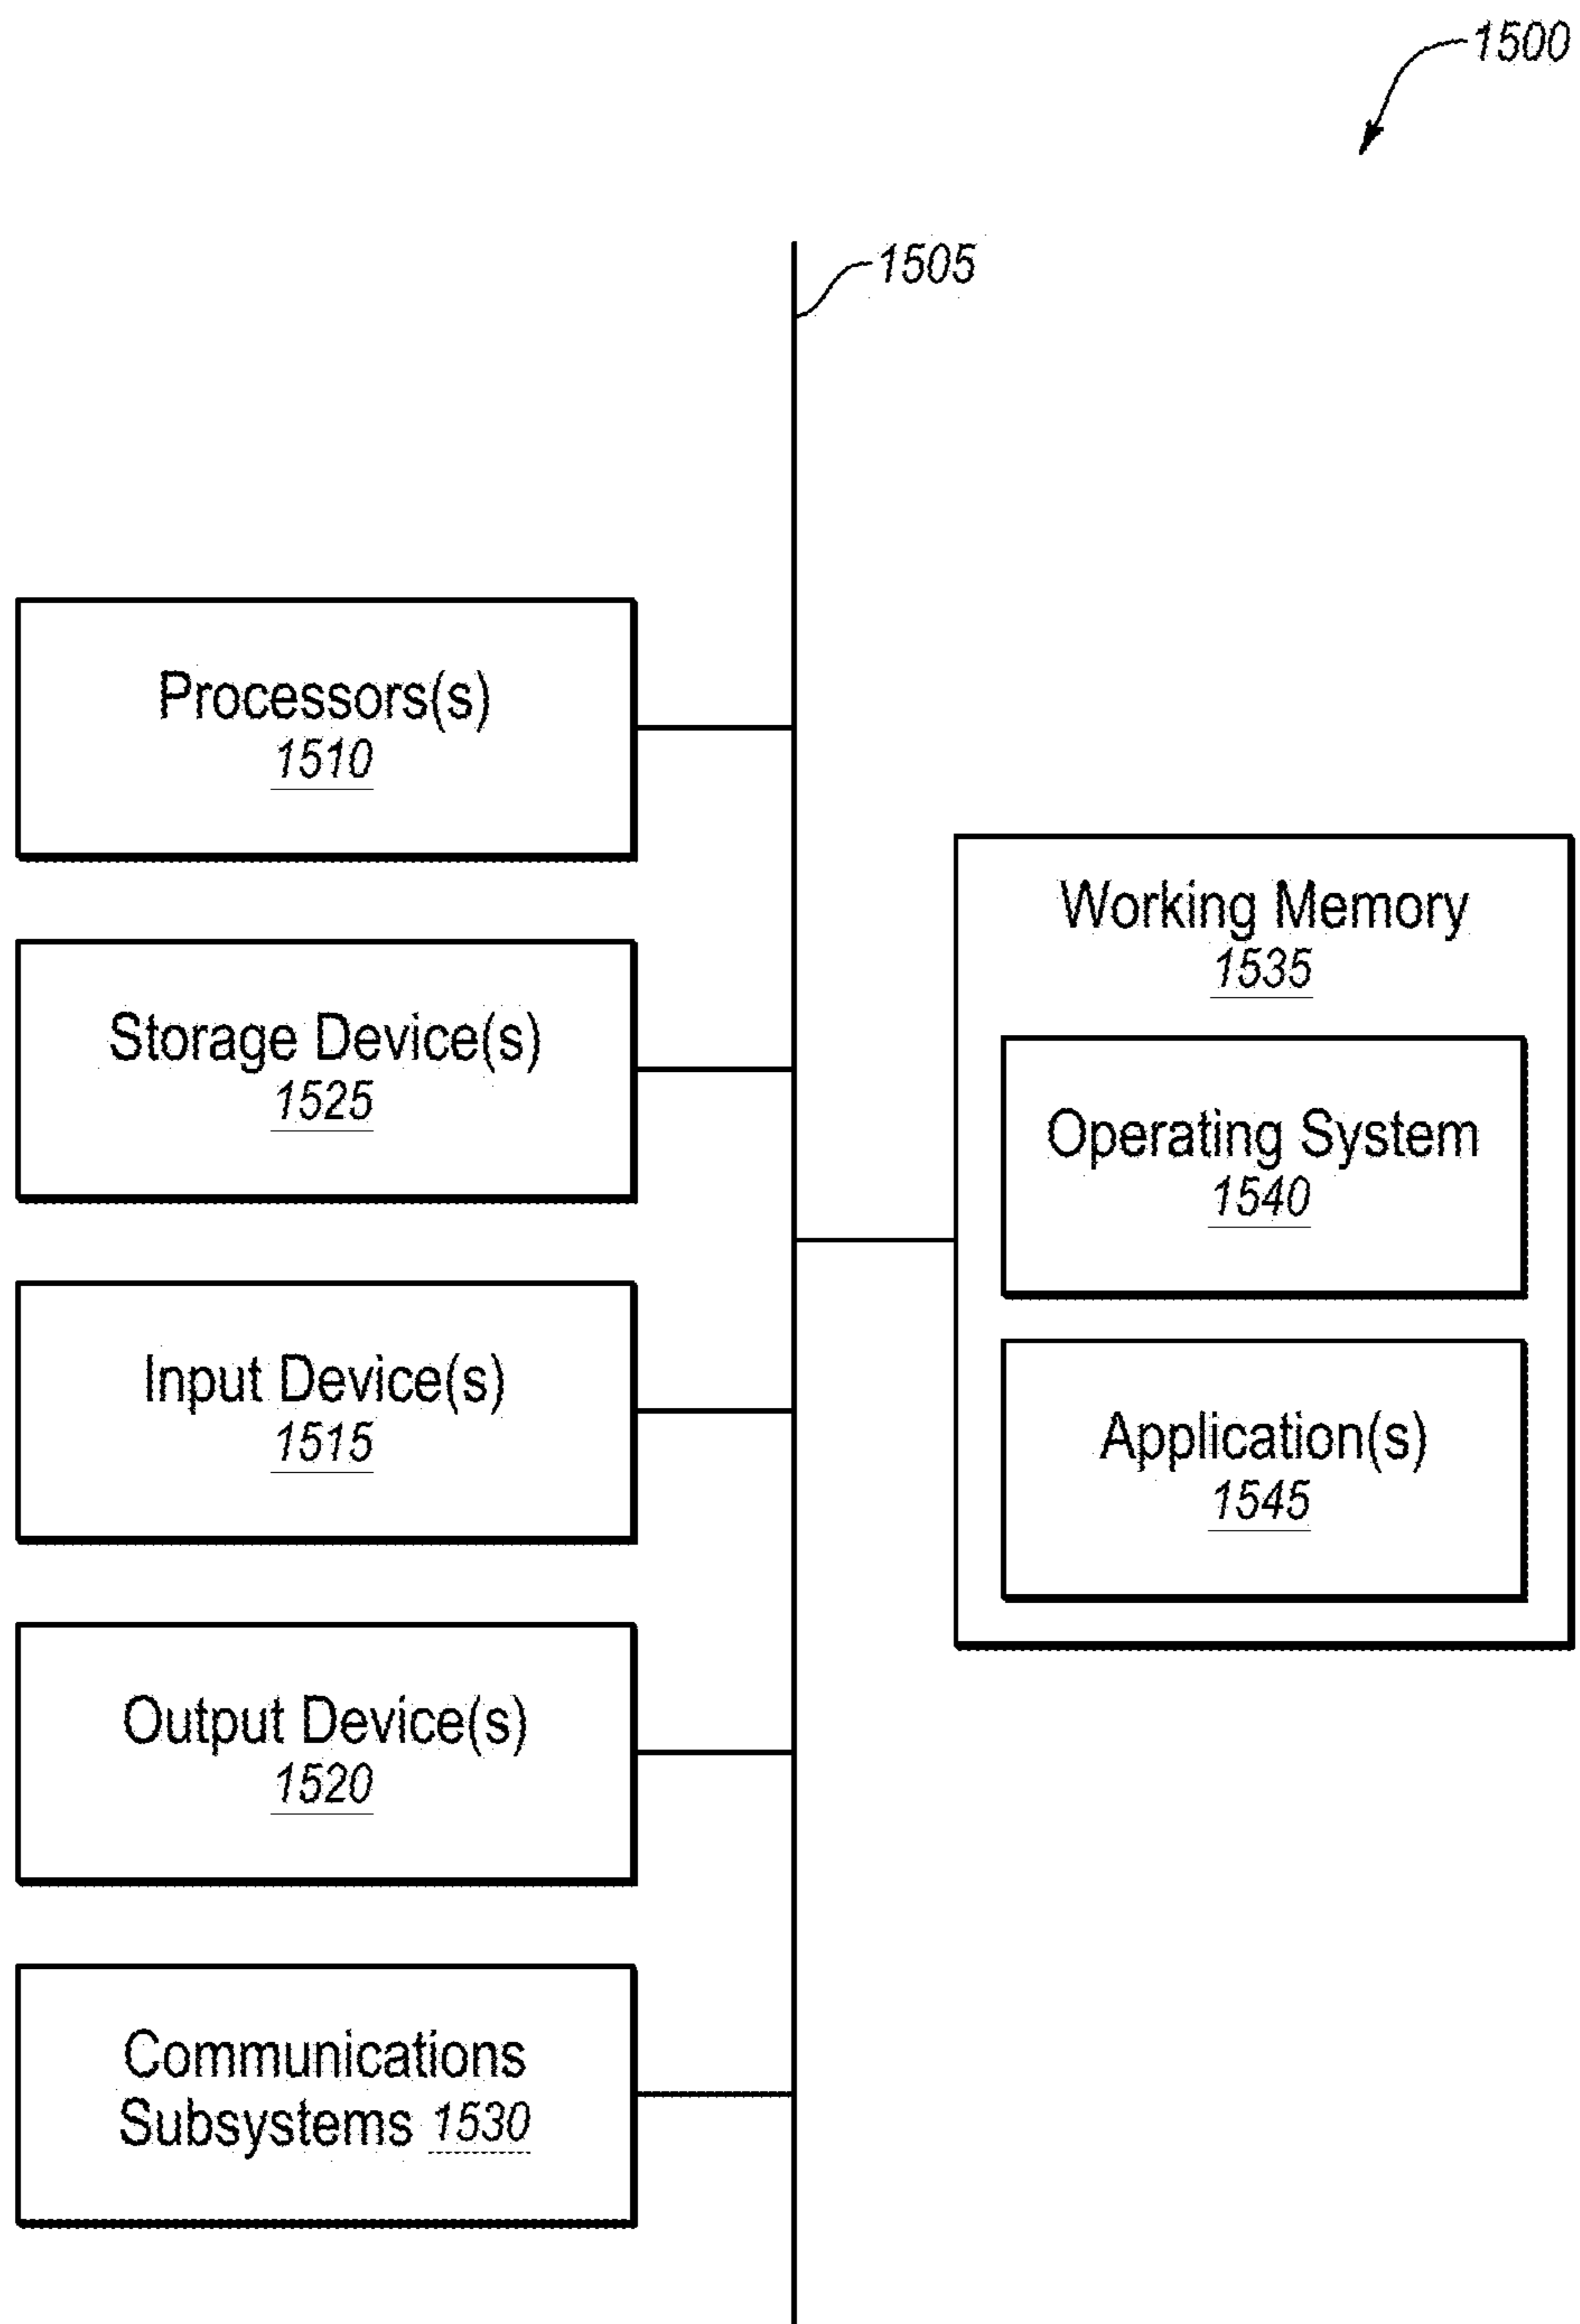 1500
1505
Processors(s)
1510
Storage Device(s)
1525
Input Device(s)
1515
Output Device(s)
1520
Communications
Subsystems 1530
Working Memory
1535
Operating System
1540
Application(s)
1545